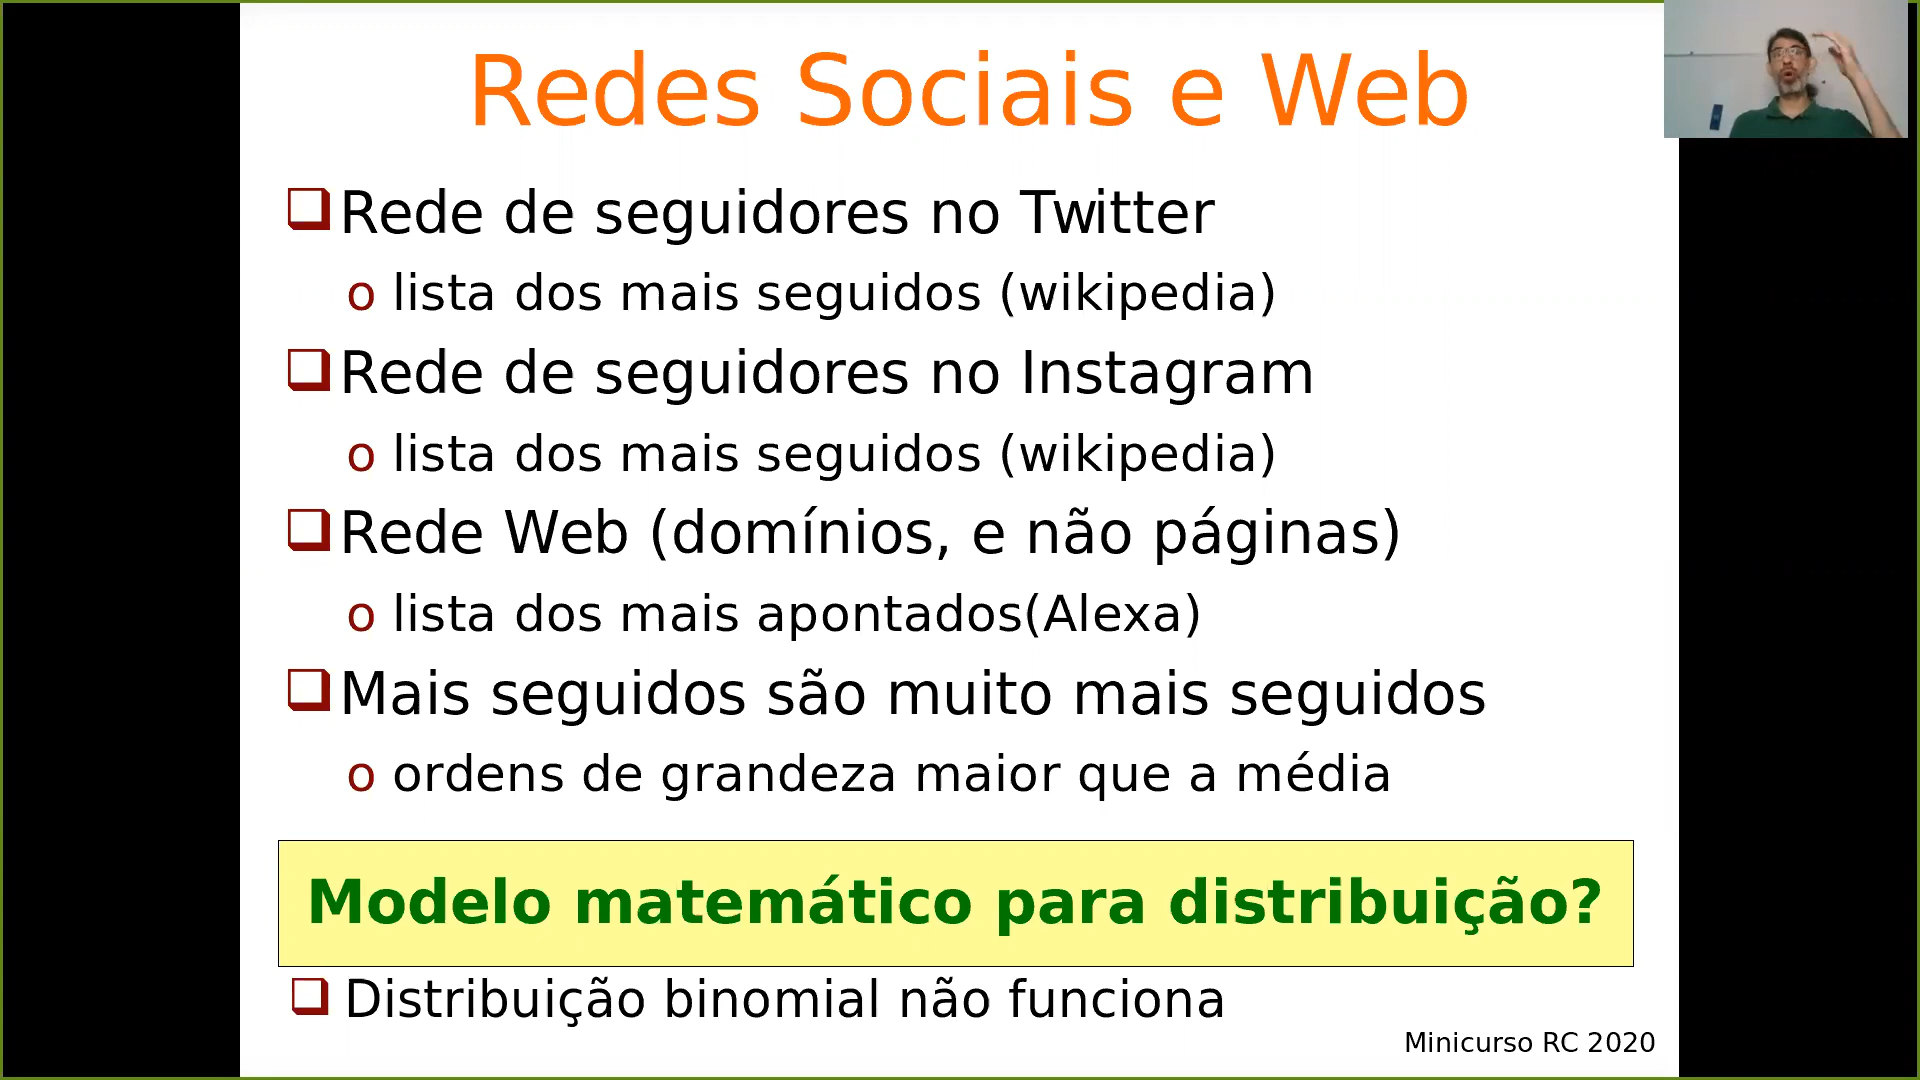 Redes Sociais e Web
Rede de seguidores no Twitter
o lista dos mais seguidos (wikipedia)
Rede de seguidores no Instagram
o lista dos mais seguidos (wikipedia)
Rede Web (domínios, e não páginas)
o lista dos mais apontados(Alexa)
Mais seguidos são muito mais seguidos
o ordens de grandeza maior que a média
Modelo matemático para distribuição?
Distribuição binomial não funciona
Minicurso RC 2020